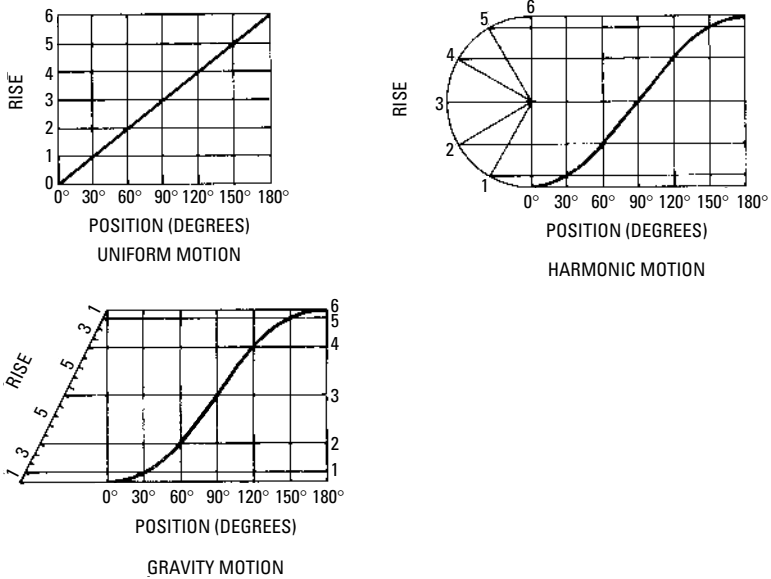 6
5
4
3
2
1
0
RISE
0° 30° 60° 90° 120° 150° 180°
POSITION (DEGREES)
UNIFORM MOTION
6
5
4
3
2
1
RISE
0° 30° 60° 90° 120° 150° 180°
POSITION (DEGREES)
HARMONIC MOTION
1
3
5
5
3
1
RISE
6
5
4
3
2
1
0° 30° 60° 90° 120° 150° 180°
POSITION (DEGREES)
GRAVITY MOTION